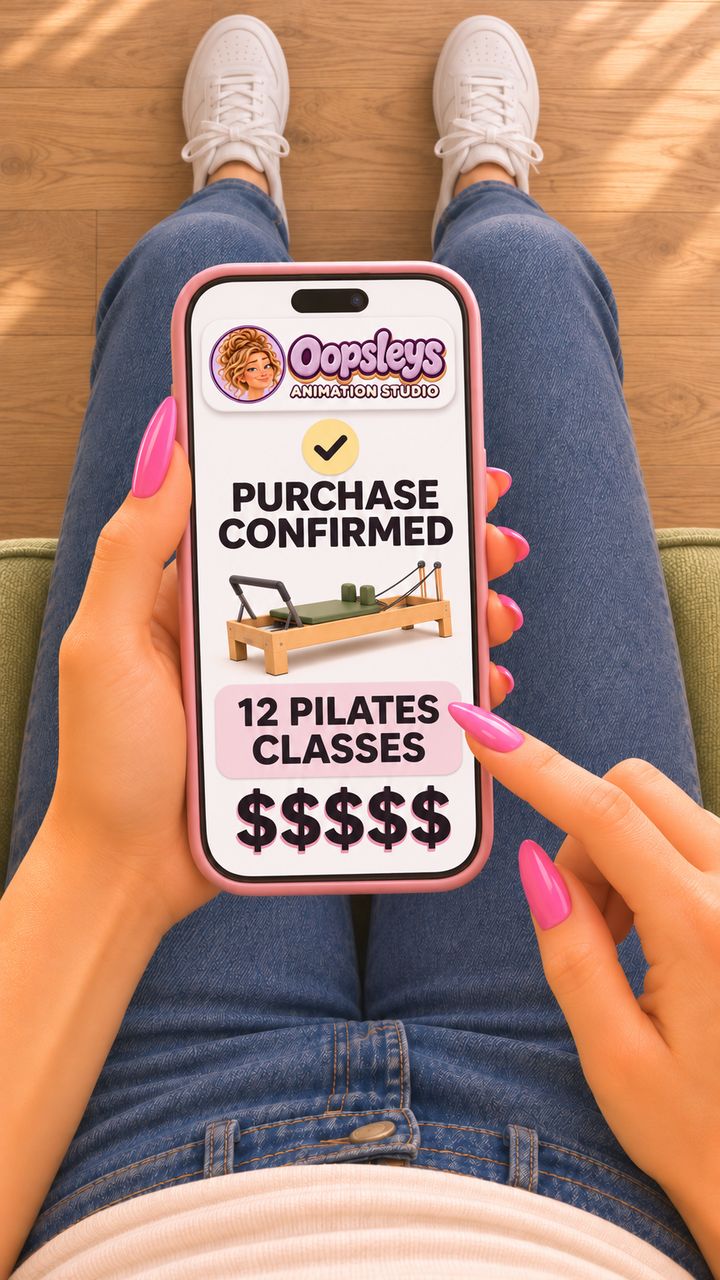 Oopsleys
ANIMATION STUDIO
PURCHASE
CONFIRMED
12 PILATES
CLASSES
$$$$$